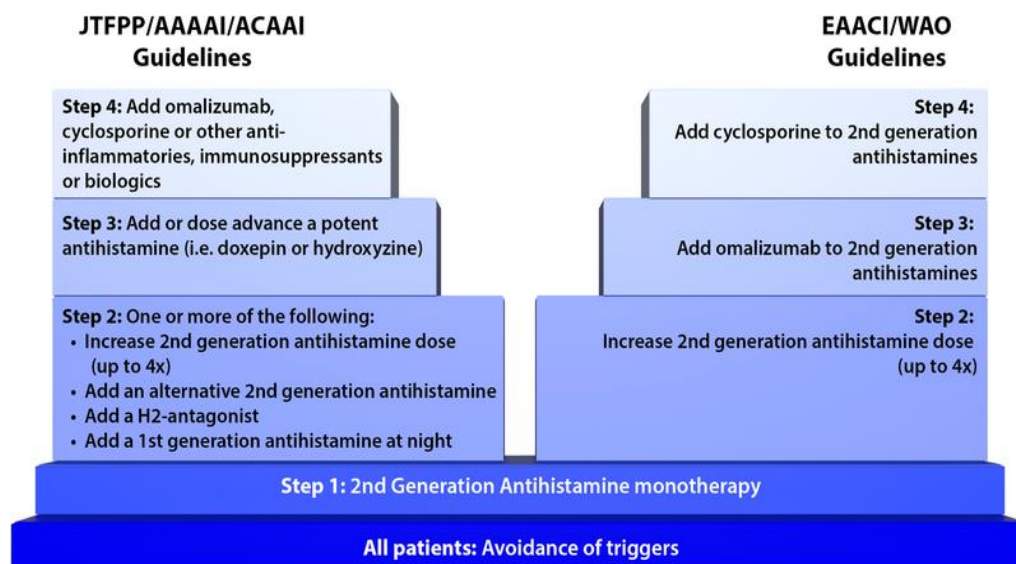 JTFPP/AAAAI/ACAAI
Guidelines
Step 4: Add omalizumab,
cyclosporine or other anti-
inflammatories, immunosuppressants
or biologics
Step 3: Add or dose advance a potent
antihistamine (i.e. doxepin or hydroxyzine)
Step 2: One or more of the following:
• Increase 2nd generation antihistamine dose
(up to 4x)
• Add an alternative 2nd generation antihistamine
• Add a H2-antagonist
• Add a 1st generation antihistamine at night
EAACI/WAO
Guidelines
Step 4:
Add cyclosporine to 2nd generation
antihistamines
Step 3:
Add omalizumab to 2nd generation
antihistamines
Step 2:
Increase 2nd generation antihistamine dose
(up to 4x)
Step 1: 2nd Generation Antihistamine monotherapy
All patients: Avoidance of triggers